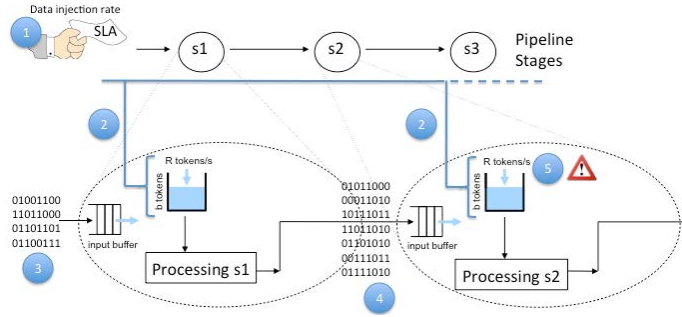 Data injection rate
1
SLA
s1
s2
s3
Pipeline
Stages
2
2
R tokens/s
b tokens
R tokens/s
b tokens
5
01001100
11011000
01101101
01100111
input buffer
Processing s1
3
01011000
00011010
10111011
11011010
01101010
00111011
01111010
4
input buffer
Processing s2